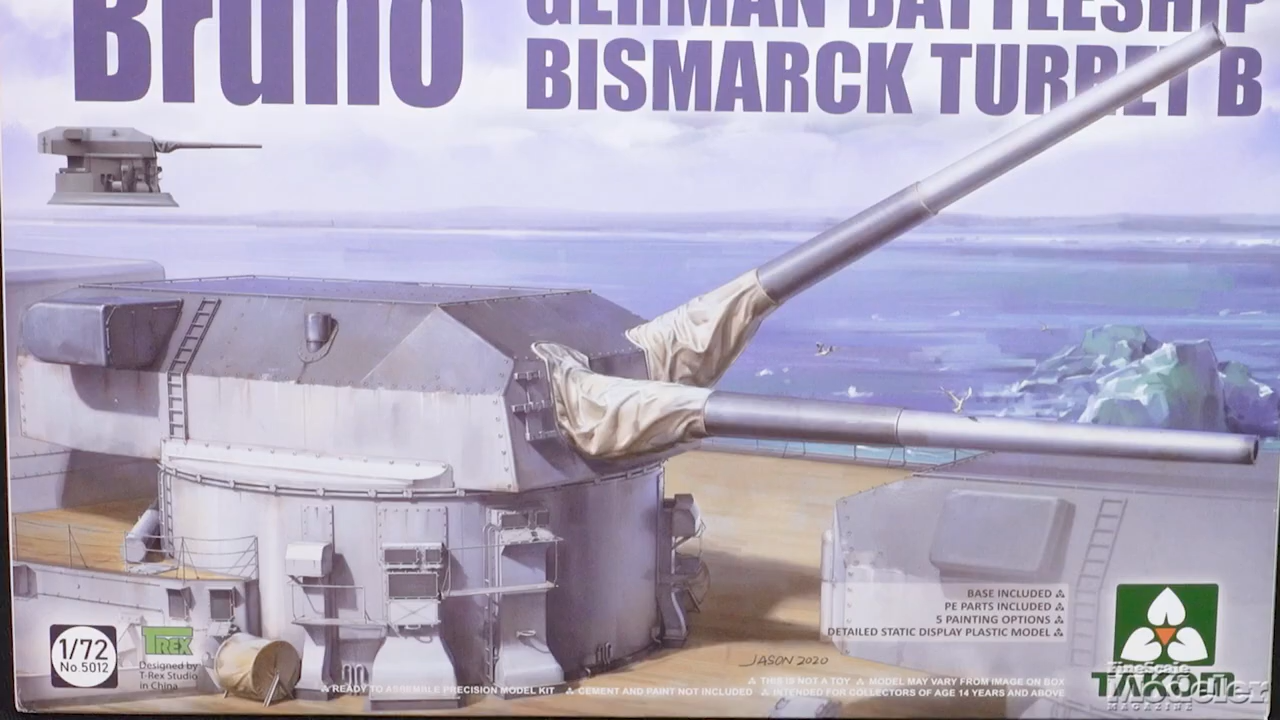 Bruno
GERMAN BATTLESHIP
BISMARCK TURRET B
BASE INCLUDED
PE PARTS INCLUDED
5 PAINTING OPTIONS
DETAILED STATIC DISPLAY PLASTIC MODEL
1/72
No 5012
TREX
Designed by
T-Rex Studio
in China
JASON 2020
THIS IS NOT A TOY MODEL MAY VARY FROM IMAGE ON BOX
READY TO ASSEMBLE PRECISION MODEL KIT CEMENT AND PAINT NOT INCLUDED INTENDED FOR COLLECTORS OF AGE 14 YEARS AND ABOVE
TAKOM
FineScale
Modeler
MAGAZINE